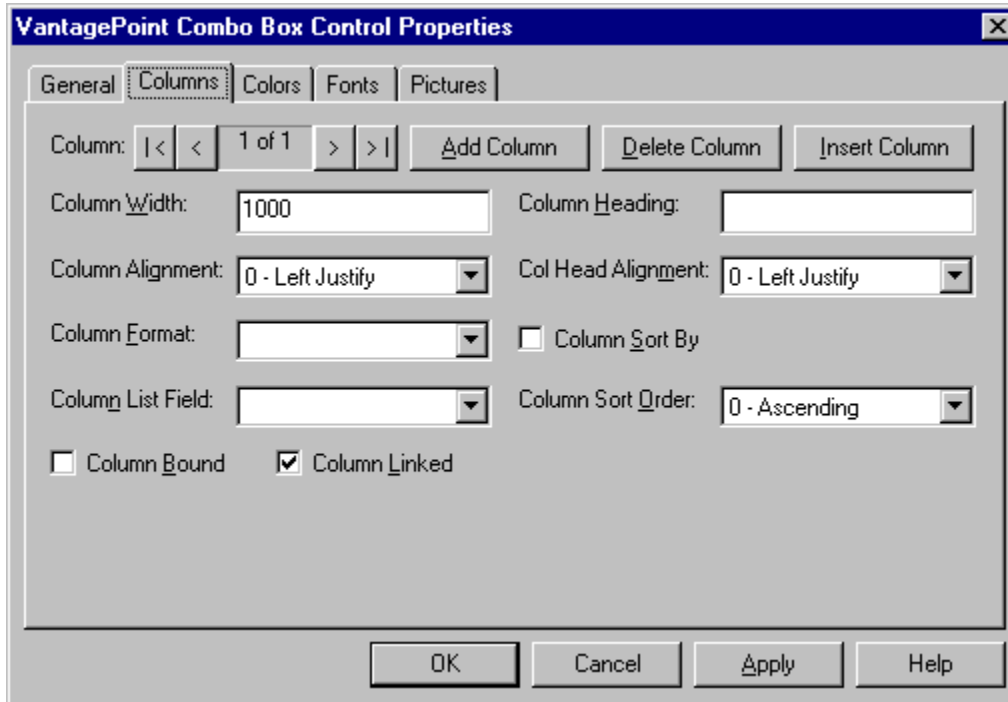 VantagePoint Combo Box Control Properties
General Columns Colors Fonts Pictures
Column: |< < 1 of 1 > >| Add Column Delete Column Insert Column
Column Width: 1000 Column Heading:
Column Alignment: 0 - Left Justify Col Head Alignment: 0 - Left Justify
Column Format: Column Sort By
Column List Field: Column Sort Order: 0 - Ascending
Column Bound Column Linked
OK Cancel Apply Help